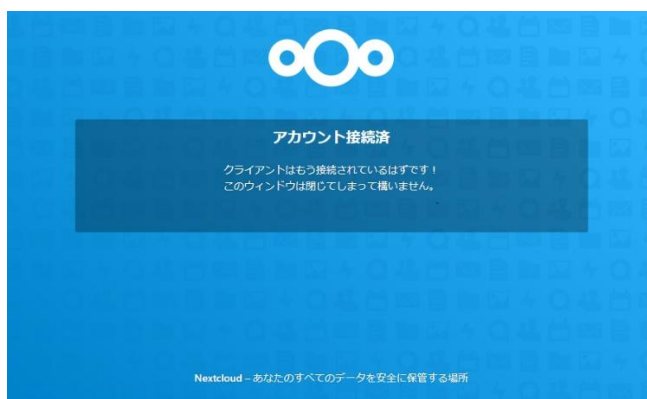 アカウント接続済
クライアントはもう接続されているはずです！
このウィンドウは閉じてしまって構いません。
Nextcloud – あなたのすべてのデータを安全に保管する場所